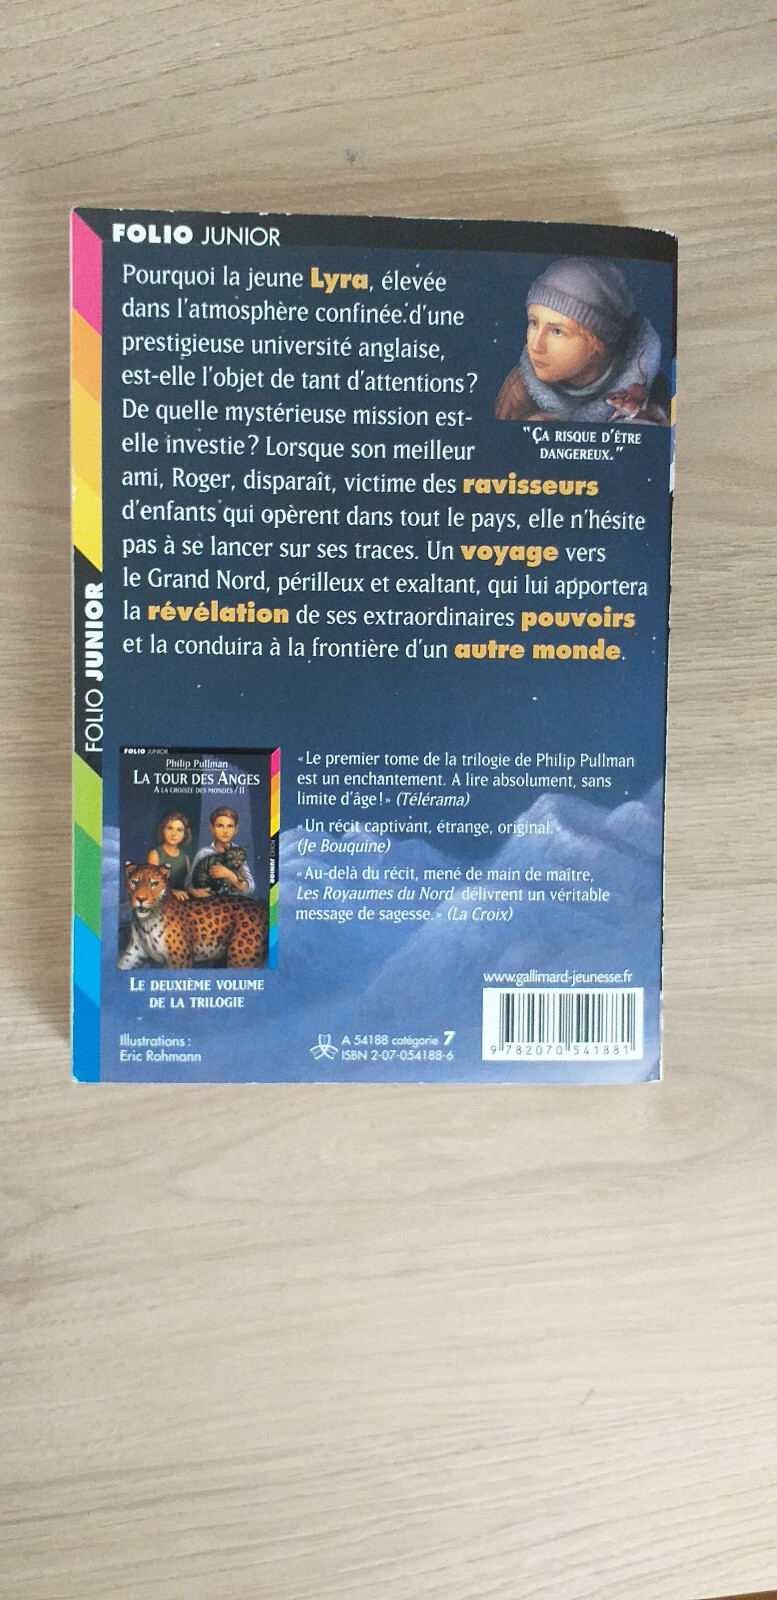 FOLIO JUNIOR
Pourquoi la jeune Lyra, élevée
dans l'atmosphère confinée d'une
prestigieuse université anglaise,
est-elle l'objet de tant d'attentions ?
De quelle mystérieuse mission est-
elle investie ? Lorsque son meilleur
ami, Roger, disparaît, victime des ravisseurs
d'enfants qui opèrent dans tout le pays, elle n'hésite
pas à se lancer sur ses traces. Un voyage vers
le Grand Nord, périlleux et exaltant, qui lui apportera
la révélation de ses extraordinaires pouvoirs
et la conduira à la frontière d'un autre monde.
"ÇA RISQUE D'ÊTRE
DANGEREUX."
FOLIO JUNIOR
FOLIO JUNIOR
Philip Pullman
LA TOUR DES ANGES
A LA CROISÉE DES MONDES / II
FOLIO JUNIOR
LE DEUXIÈME VOLUME
DE LA TRILOGIE
«Le premier tome de la trilogie de Philip Pullman
est un enchantement. A lire absolument, sans
limite d'âge !» (Télérama)
«Un récit captivant, étrange, original.»
(Je Bouquine)
«Au-delà du récit, mené de main de maître,
Les Royaumes du Nord délivrent un véritable
message de sagesse.» (La Croix)
www.gallimard-jeunesse.fr
Illustrations :
Eric Rohmann
A 54188 catégorie 7
ISBN 2-07-054188-6
9 782070 541881